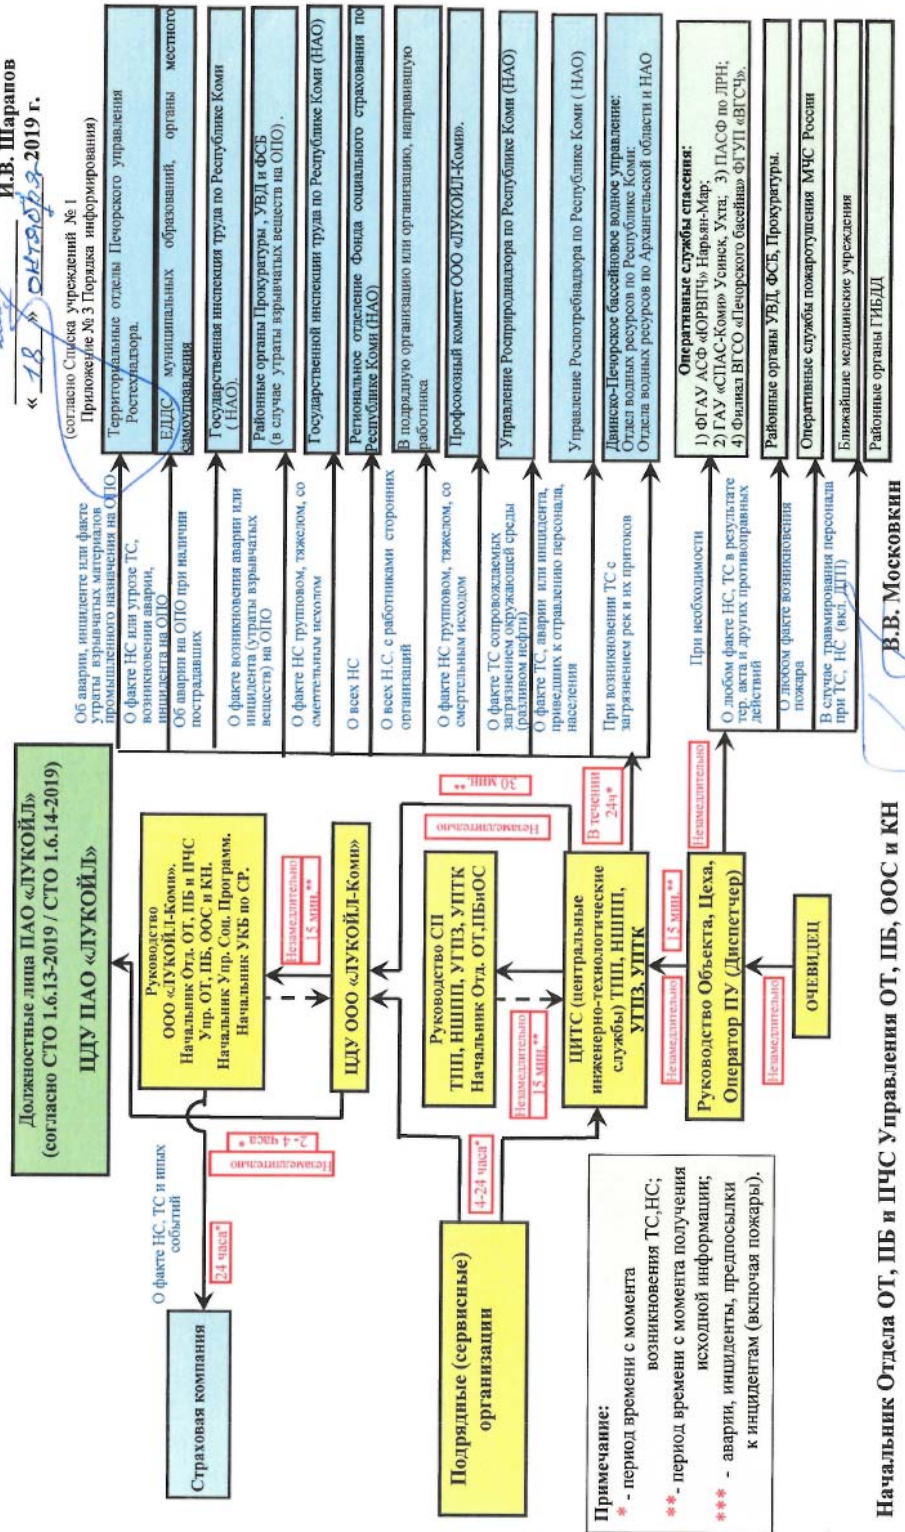 И.В. Шарапов
« 18 » октября 2019 г.
(согласно Списка учреждений № 1
Приложение № 3 Порядка информирования)
Должностные лица ПАО «ЛУКОЙЛ»
(согласно СТО 1.6.13-2019 / СТО 1.6.14-2019)
ЦДУ ПАО «ЛУКОЙЛ»
О факте НС, ТС и иных
событий
24 часа*
Страховая компания
Незамедлительно
2-4 часа *
Руководство
ООО «ЛУКОЙЛ-Коми».
Начальник Отд. ОТ, ПБ и ПЧС
Упр. ОТ, ПБ, ООС и КН.
Начальник Упр. Соц. Программ.
Начальник УКБ по СР.
Незамедлительно
15 мин.**
ЦДУ ООО «ЛУКОЙЛ-Коми»
30 мин.**
Незамедлительно
Руководство СП
ТПП, НШПП, УПЗ, УПТК
Начальник Отд. ОТ,ПБиОС
Незамедлительно
15 мин.**
Подрядные (сервисные)
организации
4-24 часа*
ЦИТС (центральные
инженерно-технологические
службы) ТПП, НШПП,
УПЗ, УПТК
В течении
24ч*
Незамедлительно
15 мин.**
Руководство Объекта, Цеха,
Оператор ПУ (Диспетчер)
Незамедлительно
Незамедлительно
ОЧЕВИДЕЦ
Об аварии, инциденте или факте
утраты взрывчатых материалов
промышленного назначения на ОПО
Территориальные отделы Печорского управления
Ростехнадзора.
О факте НС или угрозе ТС,
возникновении аварии,
инцидента на ОПО
ЕДДС муниципальных образований, органы местного
самоуправления
Об аварии на ОПО при наличии
пострадавших
Государственная инспекция труда по Республике Коми
( НАО).
О факте возникновения аварии или
инцидента (утраты взрывчатых
веществ) на ОПО
Районные органы Прокуратуры , УВД и ФСБ
(в случае утраты взрывчатых веществ на ОПО) .
О факте НС групповом, тяжелом, со
сметельным исходом
Государственной инспекции труда по Республике Коми (НАО)
О всех НС
Региональное отделение Фонда социального страхования по
Республике Коми (НАО)
О всех Н.С. с работниками сторонних
организаций
В подрядную организацию или организацию, направившую
работника
О факте НС групповом, тяжелом, со
смертельным исходом
Профсоюзный комитет ООО «ЛУКОЙЛ-Коми».
О факте ТС сопровождаемых
загрязнением окружающей среды
(разливом нефти)
Управление Росприроднадзора по Республике Коми (НАО)
О факте ТС, аварии или инцидента,
приведших к отравлению персонала,
населения
Управление Роспотребнадзора по Республике Коми ( НАО)
При возникновении ТС с
загрязнением рек и их притоков
Двинско-Печорское бассейновое водное управление:
Отдел водных ресурсов по Республике Коми;
Отдела водных ресурсов по Архангельской области и НАО
При необходимости
Оперативные службы спасения:
1) ФГАУ АСФ «ЮРВПЧ» Нарьян-Мар;
2) ГАУ «СПАС-Коми» Усинск, Ухта; 3) ПАСФ по ЛРН;
4) Филиал ВГСО «Печорского бассейна» ФГУП «ВГСЧ».
Незамедлительно
О любом факте НС, ТС в результате
тер. акта и других противоправных
действий
Районные органы УВД, ФСБ, Прокуратуры.
О любом факте возникновения
пожара
Оперативные службы пожаротушения МЧС России
В случае травмирования персонала
при ТС, НС (вкл. ДТП)
Ближайшие медицинские учреждения
Районные органы ГИБДД
Примечание:
* - период времени с момента
возникновения ТС,НС;
** - период времени с момента получения
исходной информации;
*** - аварии, инциденты, предпосылки
к инцидентам (включая пожары).
Начальник Отдела ОТ, ПБ и ПЧС Управления ОТ, ПБ, ООС и КН В.В. Московкин